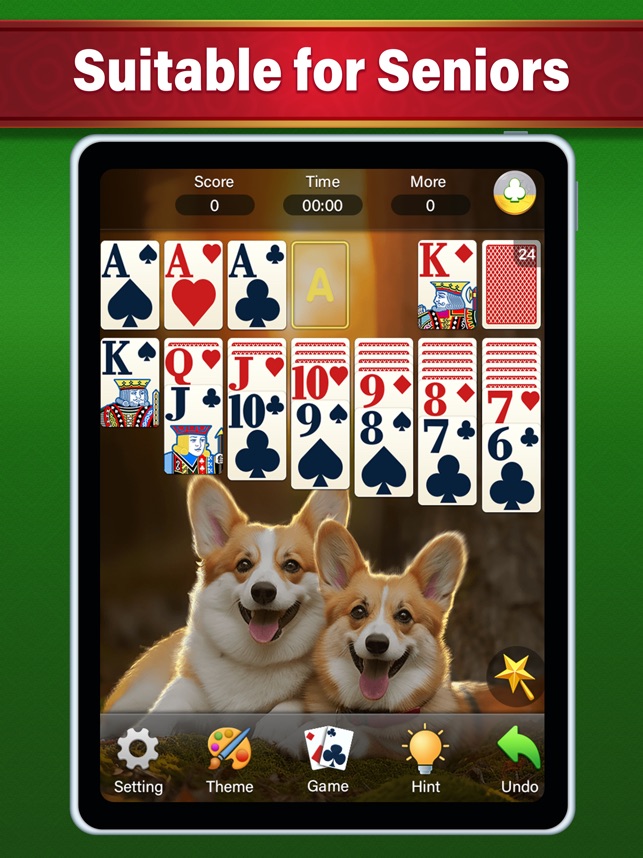 Suitable for Seniors
Score Time More
0 00:00 0
A A A A K 24
K Q J 10 9 8 7
J 10 9 8 7 6
Setting Theme Game Hint Undo